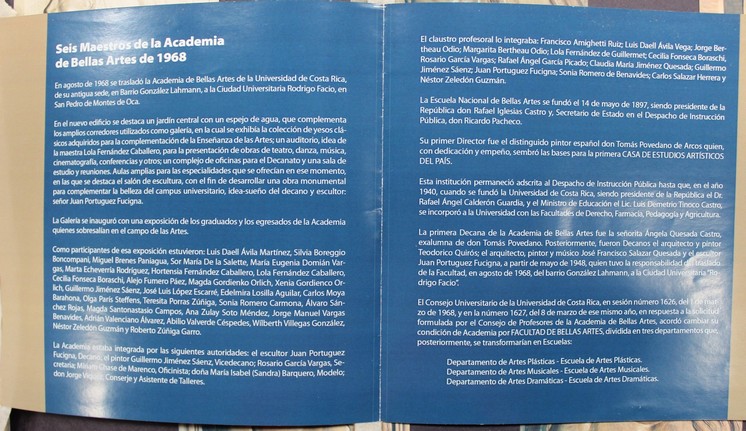 Seis Maestros de la Academia
de Bellas Artes de 1968
En agosto de 1968 se trasladó la Academia de Bellas Artes de la Universidad de Costa Rica,
de su antigua sede, en Barrio González Lahmann, a la Ciudad Universitaria Rodrigo Facio, en
San Pedro de Montes de Oca.
En el nuevo edificio se destaca un jardín central con un espejo de agua, que complementa
los amplios corredores utilizados como galería, en la cual se exhibía la colección de yesos clá-
sicos adquiridos para la complementación de la Enseñanza de las Artes; un auditorio, idea de
la maestra Lola Fernández Caballero, para la presentación de obras de teatro, danza, música,
cinematografía, conferencias y otros; un complejo de oficinas para el Decanato y una sala de
estudio y reuniones. Aulas amplias para las especialidades que se ofrecían en ese momento,
en las que se destaca el salón de escultura, con el fin de desarrollar una obra monumental
para complementar la belleza del campus universitario, idea-sueño del decano y escultor:
señor Juan Portuguez Fucigna.
La Galería se inauguró con una exposición de los graduados y los egresados de la Academia
quienes sobresalían en el campo de las Artes.
Como participantes de esa exposición estuvieron: Luis Daell Ávila Martínez, Silvia Boreggio
Boncompani, Miguel Brenes Paniagua, Sor María De la Salette, María Eugenia Domián Var-
gas, Marta Echeverría Rodríguez, Hortensia Fernández Caballero, Lola Fernández Caballero,
Cecilia Fonseca Boraschi, Alejo Fumero Páez, Magda Gordienko Orlich, Xenia Gordienco Or-
lich, Guillermo Jiménez Sáenz, José Luis López Escarré, Edelmira Losilla Aguilar, Carlos Moya
Barahona, Olga París Steffens, Teresita Porras Zúñiga, Sonia Romero Carmona, Álvaro Sán-
chez Rojas, Magda Santonastasio Campos, Ana Zulay Soto Méndez, Jorge Manuel Vargas
Benavides, Adrián Valenciano Álvarez, Abilio Valverde Céspedes, Wilberth Villegas González,
Néstor Zeledón Guzmán y Roberto Zúñiga Garro.
La Academia estaba integrada por las siguientes autoridades: el escultor Juan Portuguez
Fucigna, Decano; el pintor Guillermo Jiménez Sáenz, Vicedecano; Rosario García Vargas, Se-
cretaria; Miriam Chase de Marenco, Oficinista; doña María Isabel (Sandra) Barquero, Modelo;
don Jorge Vargas, Conserje y Asistente de Talleres.
El claustro profesoral lo integraba: Francisco Amighetti Ruiz; Luis Daell Ávila Vega; Jorge Ber-
theau Odio; Margarita Bertheau Odio; Lola Fernández de Guillermet; Cecilia Fonseca Boraschi,
Rosario García Vargas; Rafael Ángel García Picado; Claudia María Jiménez Quesada; Guillermo
Jiménez Sáenz; Juan Portuguez Fucigna; Sonia Romero de Benavides; Carlos Salazar Herrera y
Néstor Zeledón Guzmán.
La Escuela Nacional de Bellas Artes se fundó el 14 de mayo de 1897, siendo presidente de la
República don Rafael Iglesias Castro y, Secretario de Estado en el Despacho de Instrucción
Pública, don Ricardo Pacheco.
Su primer Director fue el distinguido pintor español don Tomás Povedano de Arcos quien,
con dedicación y empeño, sembró las bases para la primera CASA DE ESTUDIOS ARTÍSTICOS
DEL PAÍS.
Esta institución permaneció adscrita al Despacho de Instrucción Pública hasta que, en el año
1940, cuando se fundó la Universidad de Costa Rica, siendo presidente de la República el Dr.
Rafael Ángel Calderón Guardia, y el Ministro de Educación el Lic. Luis Demetrio Tinoco Castro,
se incorporó a la Universidad con las Facultades de Derecho, Farmacia, Pedagogía y Agricultura.
La primera Decana de la Academia de Bellas Artes fue la señorita Ángela Quesada Castro,
exalumna de don Tomás Povedano. Posteriormente, fueron Decanos el arquitecto y pintor
Teodorico Quirós; el arquitecto, pintor y músico José Francisco Salazar Quesada y el escultor
Juan Portuguez Fucigna, a partir de mayo de 1948, quien tuvo la responsabilidad del traslado
de la Facultad, en agosto de 1968, del barrio González Lahmann, a la Ciudad Universitaria "Ro-
drigo Facio".
El Consejo Universitario de la Universidad de Costa Rica, en sesión número 1626, del 1 de mar-
zo de 1968, y en la número 1627, del 8 de marzo de ese mismo año, en respuesta a la solicitud
formulada por el Consejo de Profesores de la Academia de Bellas Artes, acordó cambiar su
condición de Academia por FACULTAD DE BELLAS ARTES, dividida en tres departamentos que,
posteriormente, se transformarían en Escuelas:
Departamento de Artes Plásticas - Escuela de Artes Plásticas.
Departamento de Artes Musicales - Escuela de Artes Musicales.
Departamento de Artes Dramáticas - Escuela de Artes Dramáticas.